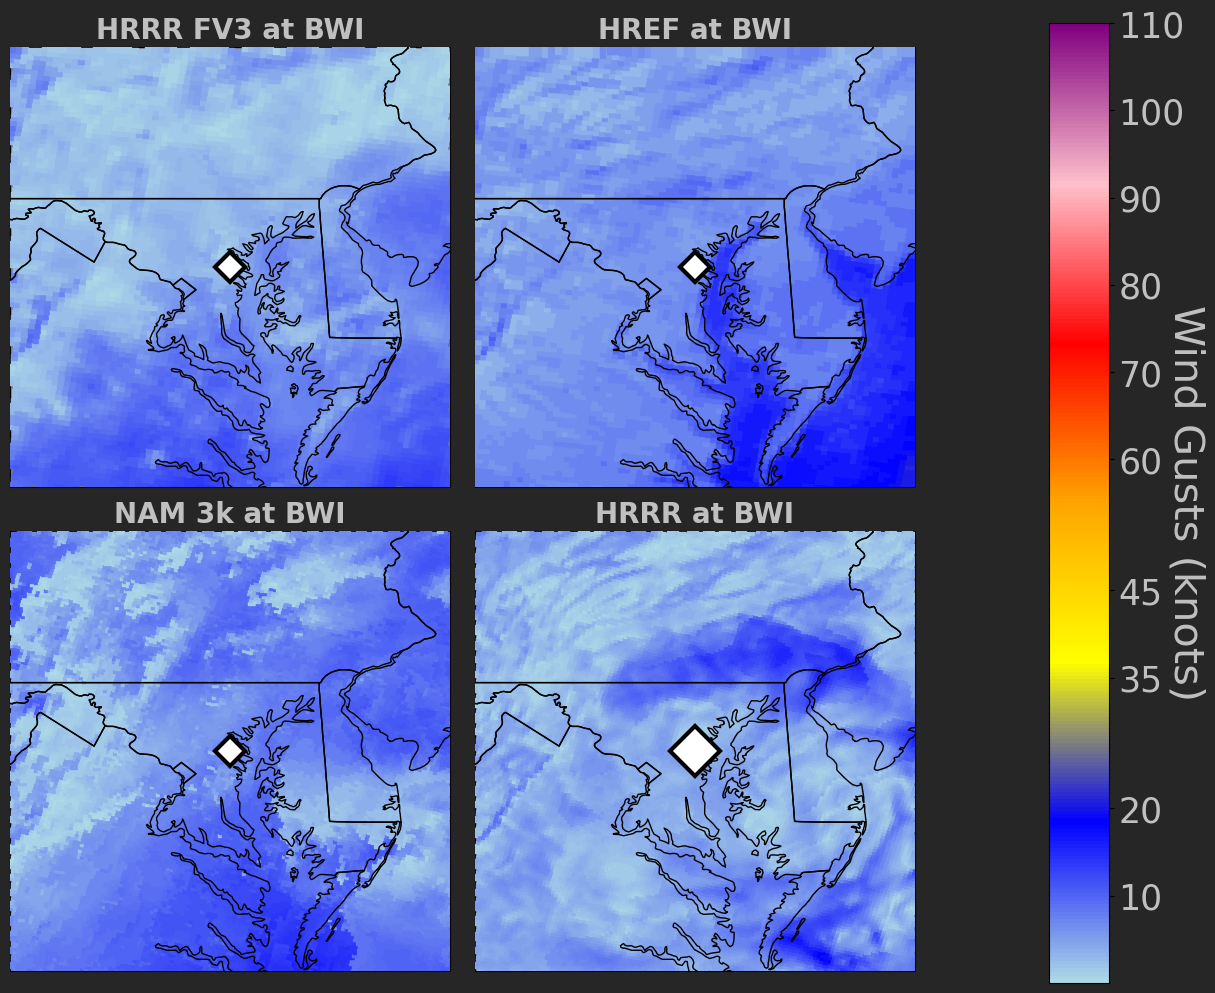 HRRR FV3 at BWI
HREF at BWI
NAM 3k at BWI
HRRR at BWI
110
100
90
80
70
60
45
35
20
10
Wind Gusts (knots)